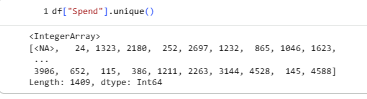 1 df["Spend"].unique()
<IntegerArray>
[<NA>, 24, 1323, 2180, 252, 2697, 1232, 865, 1046, 1623,
...
3906, 652, 115, 386, 1211, 2263, 3144, 4528, 145, 4588]
Length: 1409, dtype: Int64